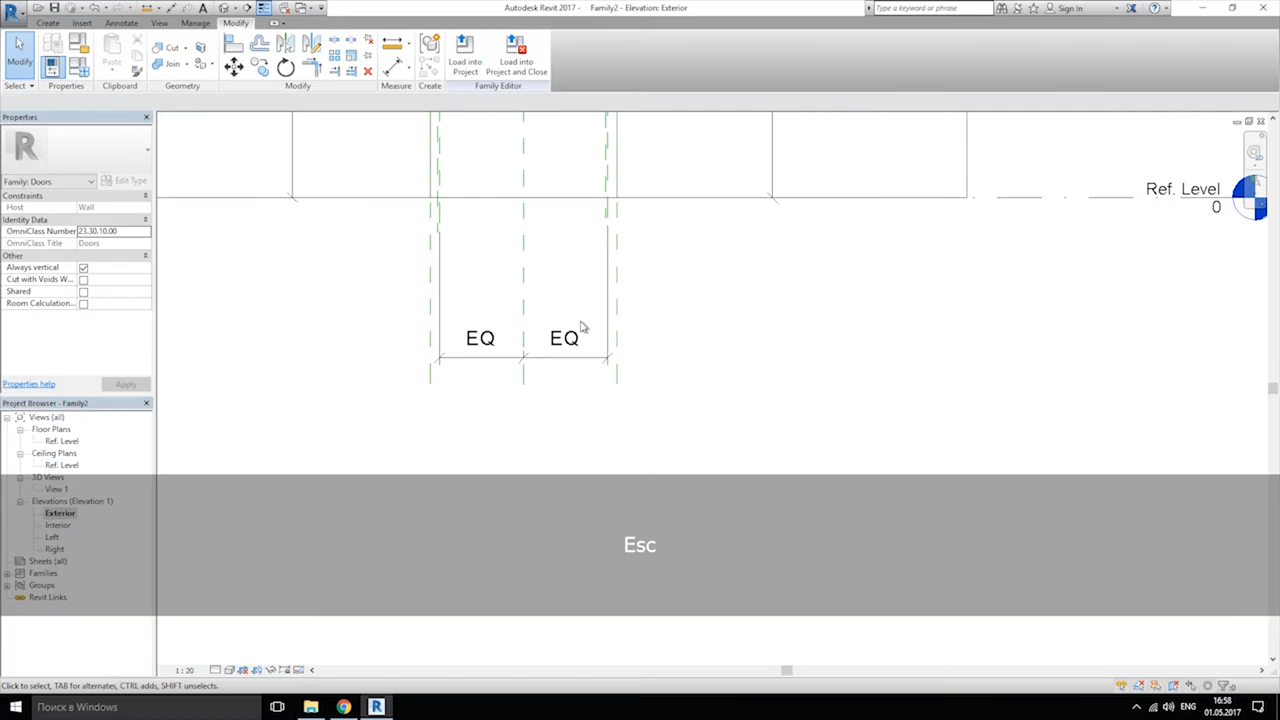 Autodesk Revit 2017 - Family2 - Elevation: Exterior
Type a keyword or phrase
Sign In
Create Insert Annotate View Manage Modify
Modify
Paste
Cut
Join
Load into Project
Load into Project and Close
Select Properties Clipboard Geometry Modify Measure Create Family Editor
Properties
Family: Doors
Edit Type
Constraints
Host Wall
Identity Data
OmniClass Number 23.30.10.00
OmniClass Title Doors
Other
Always vertical
Cut with Voids W...
Shared
Room Calculation...
Properties help
Apply
Project Browser - Family2
Views (all)
Floor Plans
Ref. Level
Ceiling Plans
Ref. Level
3D Views
View 1
Elevations (Elevation 1)
Exterior
Interior
Left
Right
Sheets (all)
Families
Groups
Revit Links
Ref. Level
0
EQ EQ
Esc
1 : 20
Click to select, TAB for alternates, CTRL adds, SHIFT unselects.
:0
Поиск в Windows
ENG
16:58
01.05.2017